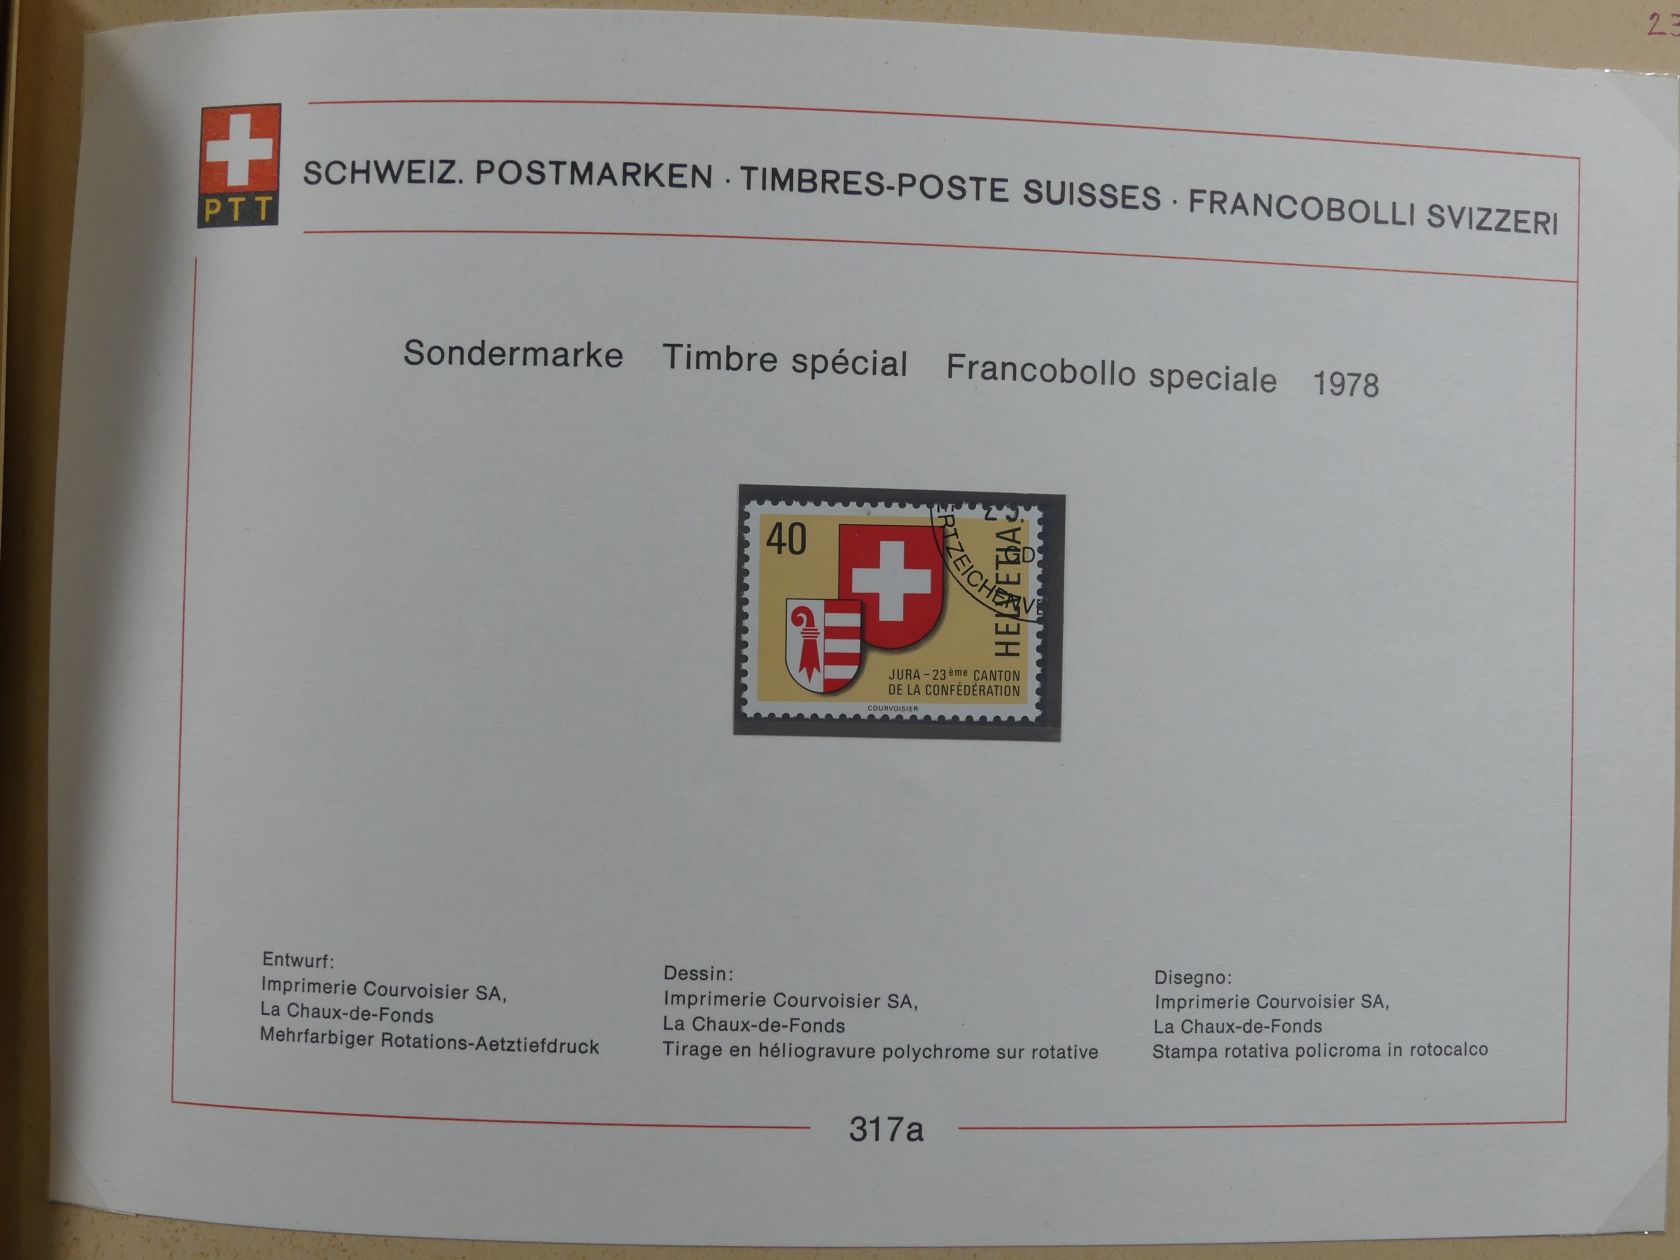 23
PTT
SCHWEIZ. POSTMARKEN · TIMBRES-POSTE SUISSES · FRANCOBOLLI SVIZZERI
Sondermarke Timbre spécial Francobollo speciale 1978
40
HELVETIA
GD
JURA – 23ème CANTON
DE LA CONFÉDÉRATION
COURVOISIER
Entwurf:
Imprimerie Courvoisier SA,
La Chaux-de-Fonds
Mehrfarbiger Rotations-Aetztiefdruck
Dessin:
Imprimerie Courvoisier SA,
La Chaux-de-Fonds
Tirage en héliogravure polychrome sur rotative
Disegno:
Imprimerie Courvoisier SA,
La Chaux-de-Fonds
Stampa rotativa policroma in rotocalco
317a